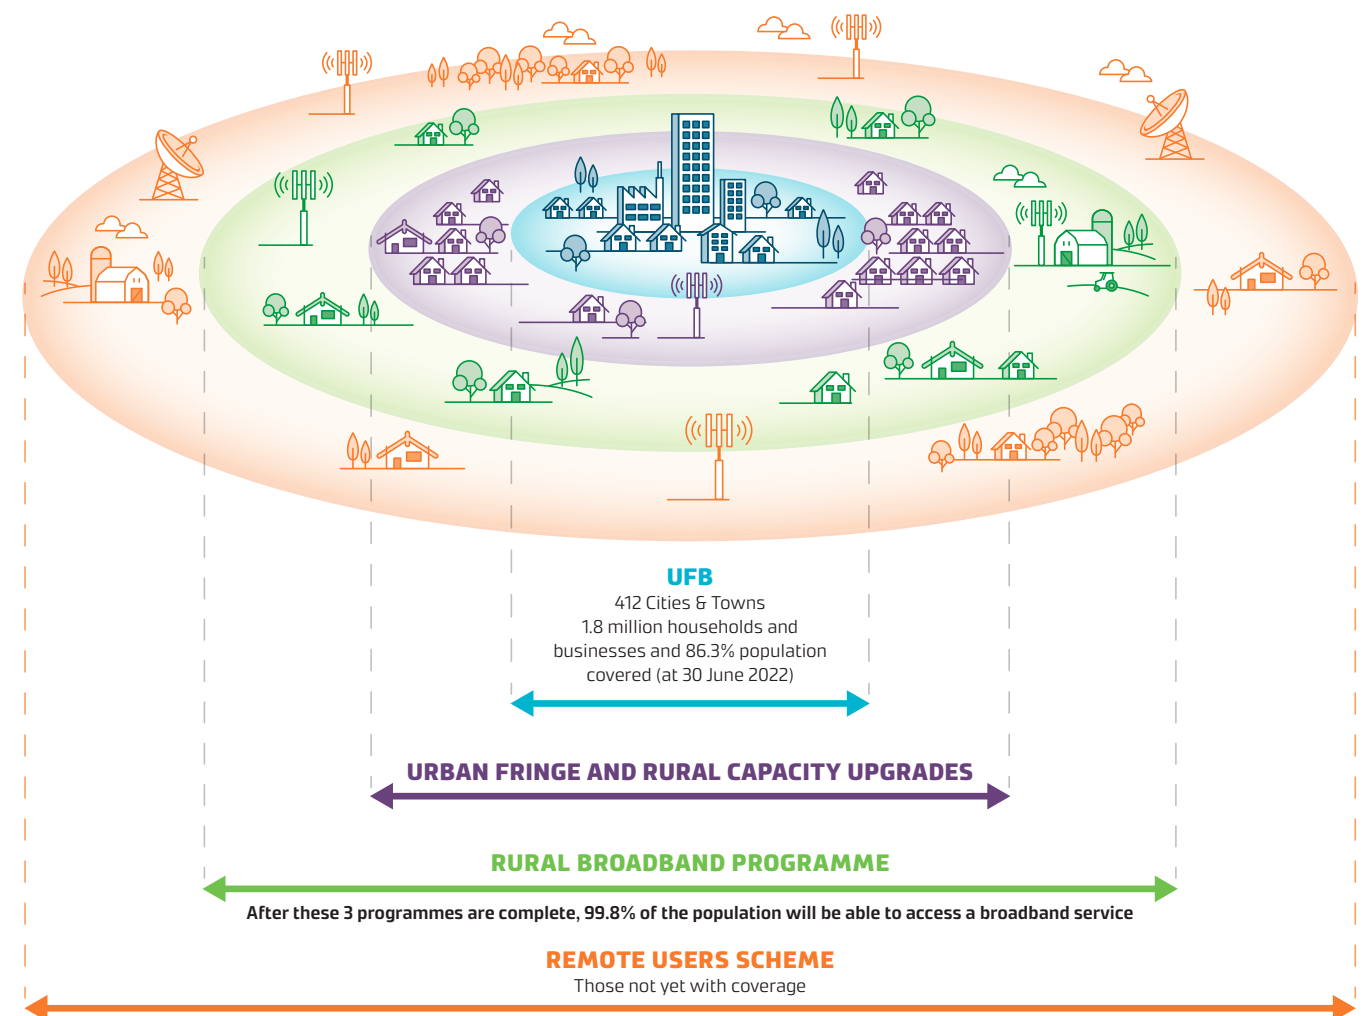 UFB
412 Cities & Towns
1.8 million households and
businesses and 86.3% population
covered (at 30 June 2022)
URBAN FRINGE AND RURAL CAPACITY UPGRADES
RURAL BROADBAND PROGRAMME
After these 3 programmes are complete, 99.8% of the population will be able to access a broadband service
REMOTE USERS SCHEME
Those not yet with coverage